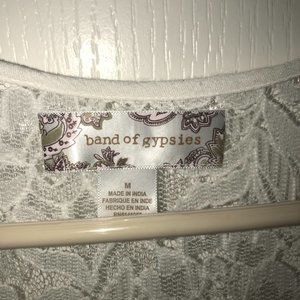 band of gypsies
M
MADE IN INDIA
FABRIQUE EN INDE
HECHO EN INDIA